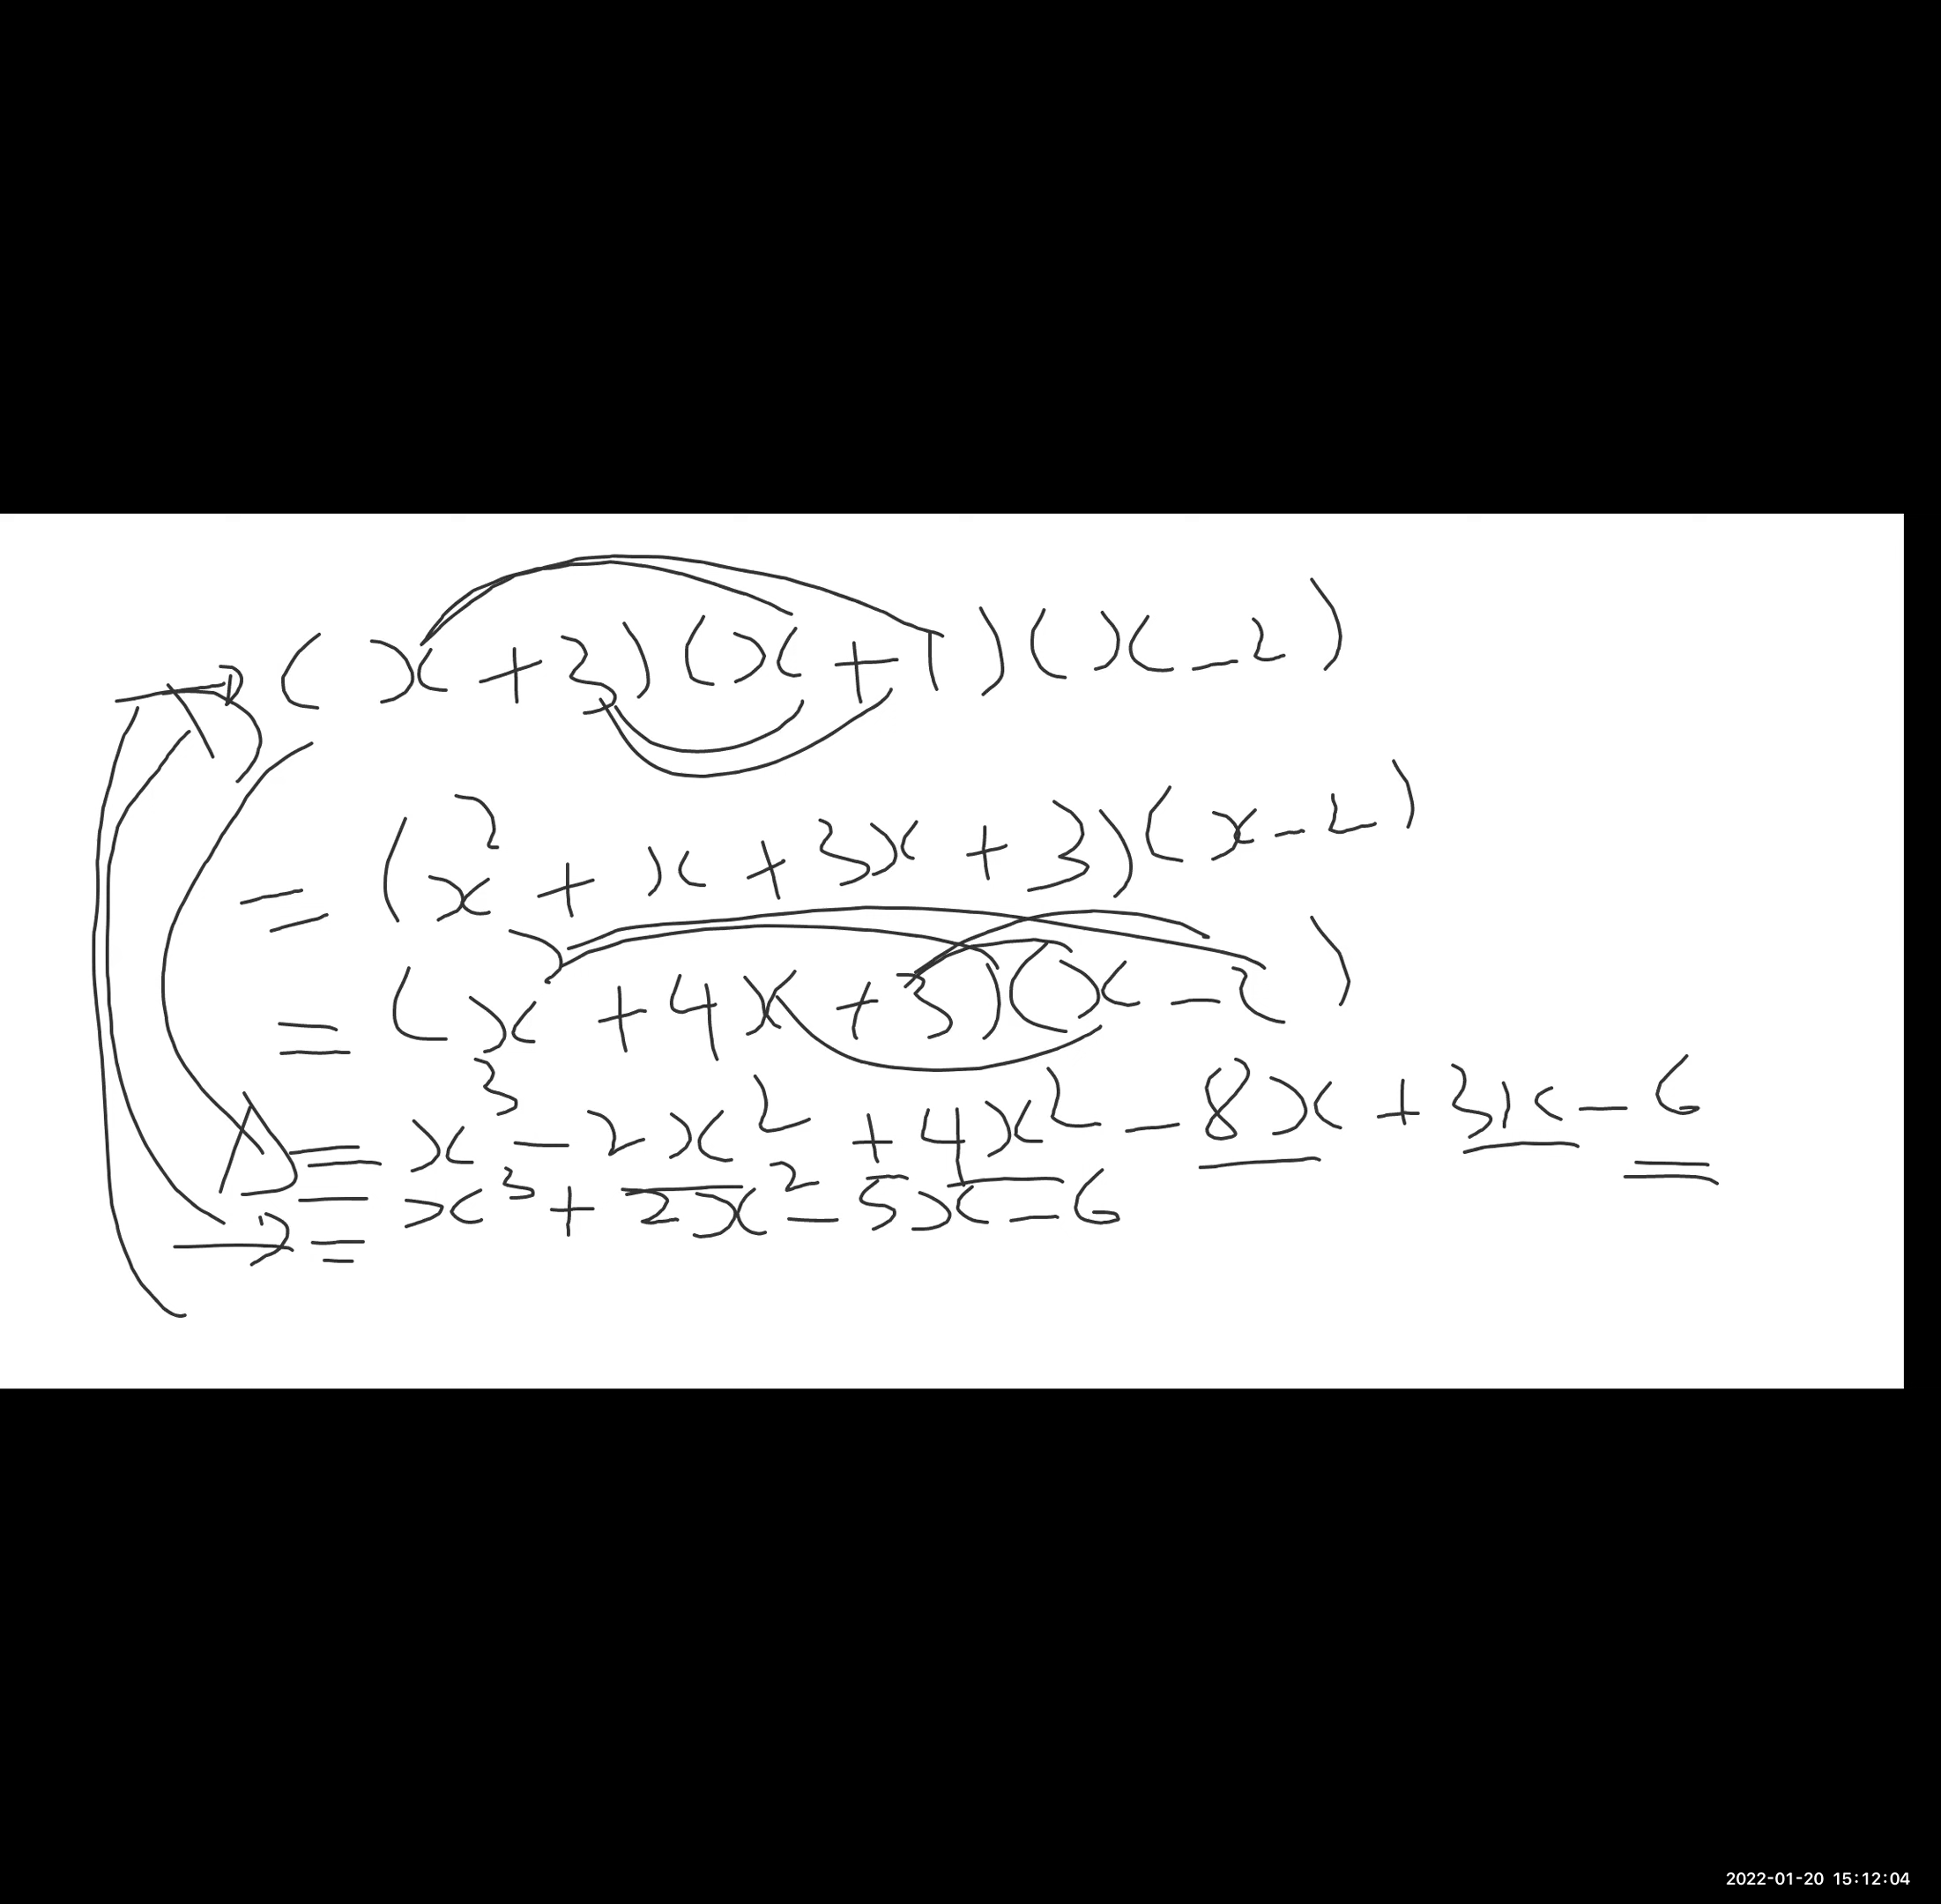 (x+3)(x+1)(x-2)
= (x²+x+3x+3)(x-2)
= (x²+4x+3)(x-2)
= x³-2x²+4x²-8x+3x-6
= x³+2x²-5x-6
=
2022-01-20 15:12:04